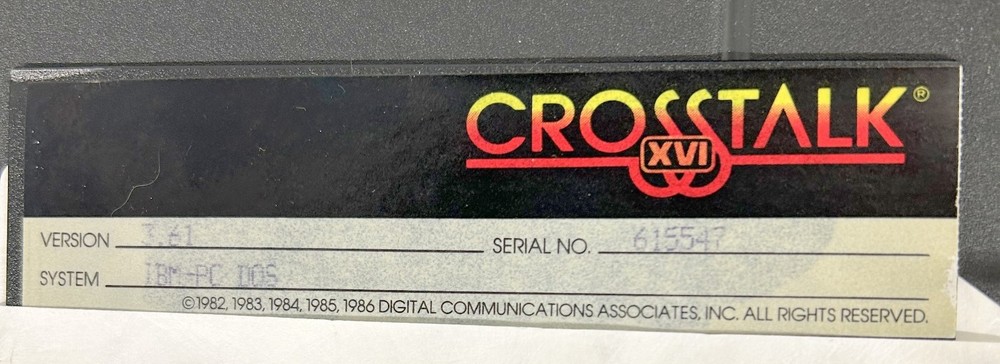 CROSSTALK®
XVI
VERSION 3.61 SERIAL NO. 615547
SYSTEM IBM-PC DOS
©1982, 1983, 1984, 1985, 1986 DIGITAL COMMUNICATIONS ASSOCIATES, INC. ALL RIGHTS RESERVED.